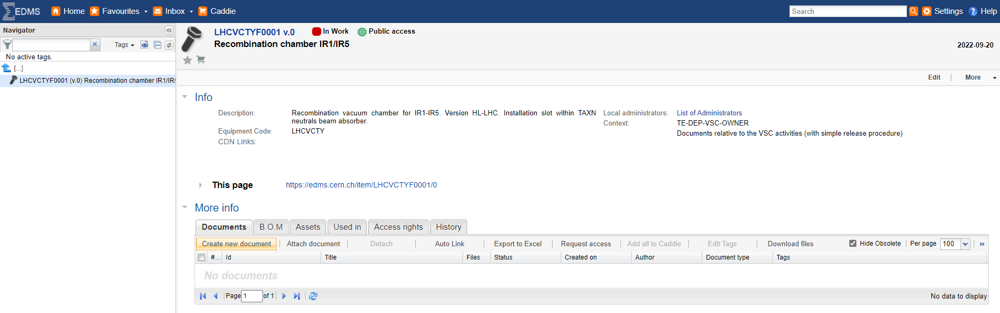 EDMS Home Favourites Inbox Caddie Search Settings Help
Navigator
Tags
No active tags.
[...]
LHCVCTYF0001 (v.0) Recombination chamber IR1/IR5
LHCVCTYF0001 v.0 In Work Public access
Recombination chamber IR1/IR5
2022-09-20
Edit More
Info
Description: Recombination vacuum chamber for IR1-IR5. Version HL-LHC. Installation slot within TAXN
neutrals beam absorber.
Equipment Code: LHCVCTY
CDN Links:
Local administrators: List of Administrators
Context: TE-DEP-VSC-OWNER
Documents relative to the VSC activities (with simple release procedure)
This page https://edms.cern.ch/item/LHCVCTYF0001/0
More info
Documents B.O.M Assets Used in Access rights History
Create new document Attach document Detach Auto Link Export to Excel Request access Add all to Caddie Edit Tags Download files Hide Obsolete Per page 100 »
#... Id Title Files Status Created on Author Document type Tags
No documents
Page 1 of 1 No data to display